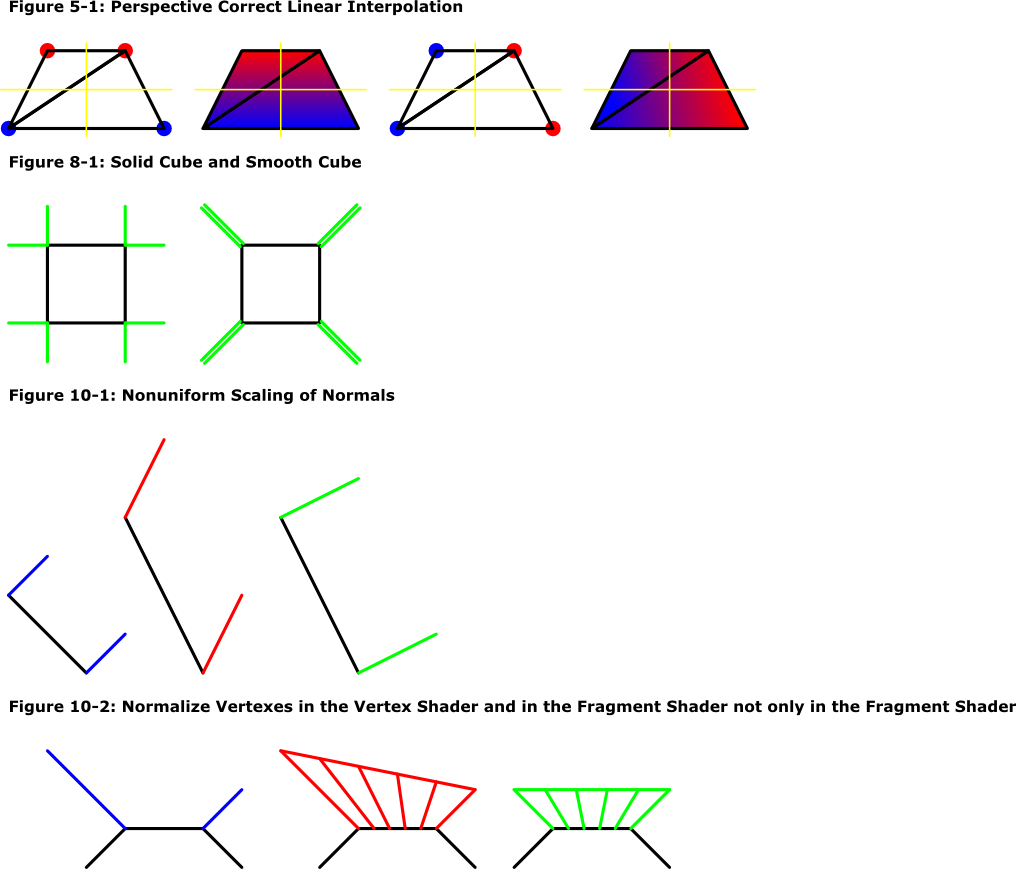 Figure 5-1: Perspective Correct Linear Interpolation
Figure 8-1: Solid Cube and Smooth Cube
Figure 10-1: Nonuniform Scaling of Normals
Figure 10-2: Normalize Vertexes in the Vertex Shader and in the Fragment Shader not only in the Fragment Shader